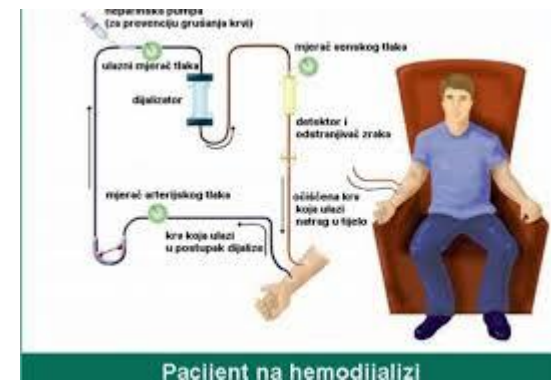 heparinska pumpa
(za prevenciju grušanja krvi)
ulazni mjerač tlaka
dijalizator
mjerač venskog tlaka
detektor i
odstranjivač zraka
mjerač arterijskog tlaka
krv koja ulazi
u postupak dijalize
očišćena krv
koja ulazi
natrag u tijelo
Pacijent na hemodijalizi